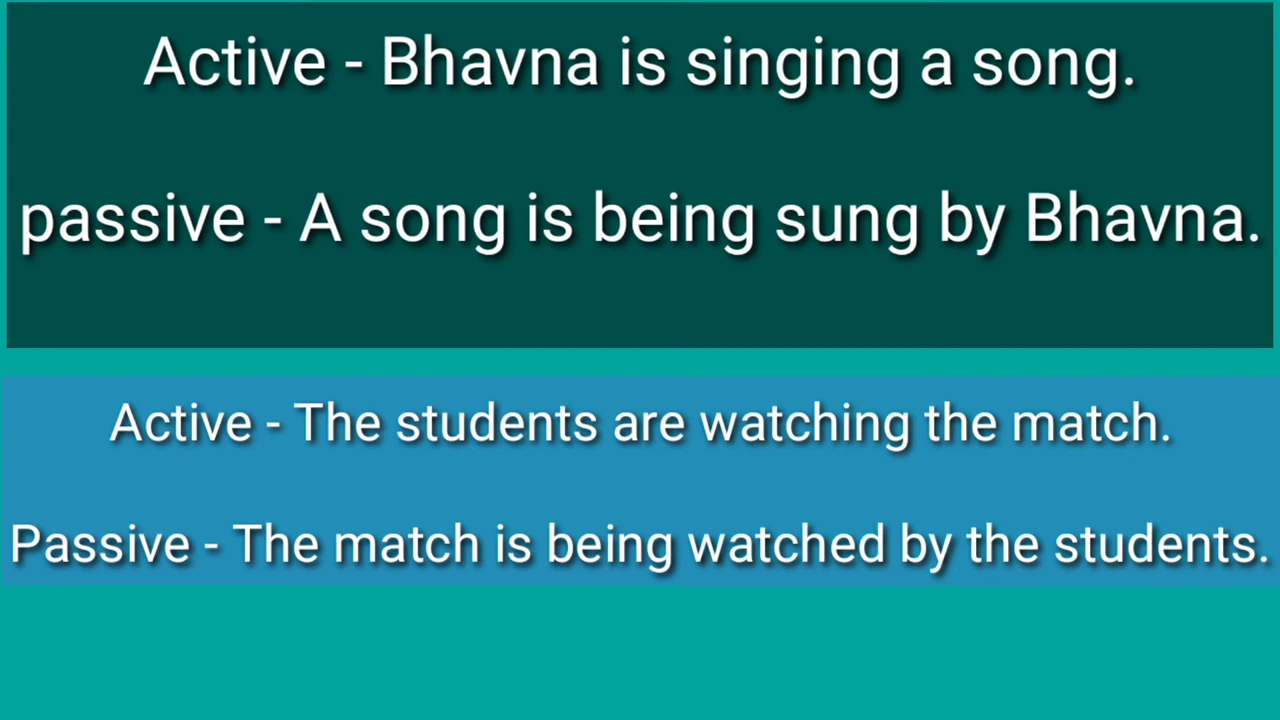 Active - Bhavna is singing a song.
passive - A song is being sung by Bhavna.
Active - The students are watching the match.
Passive - The match is being watched by the students.